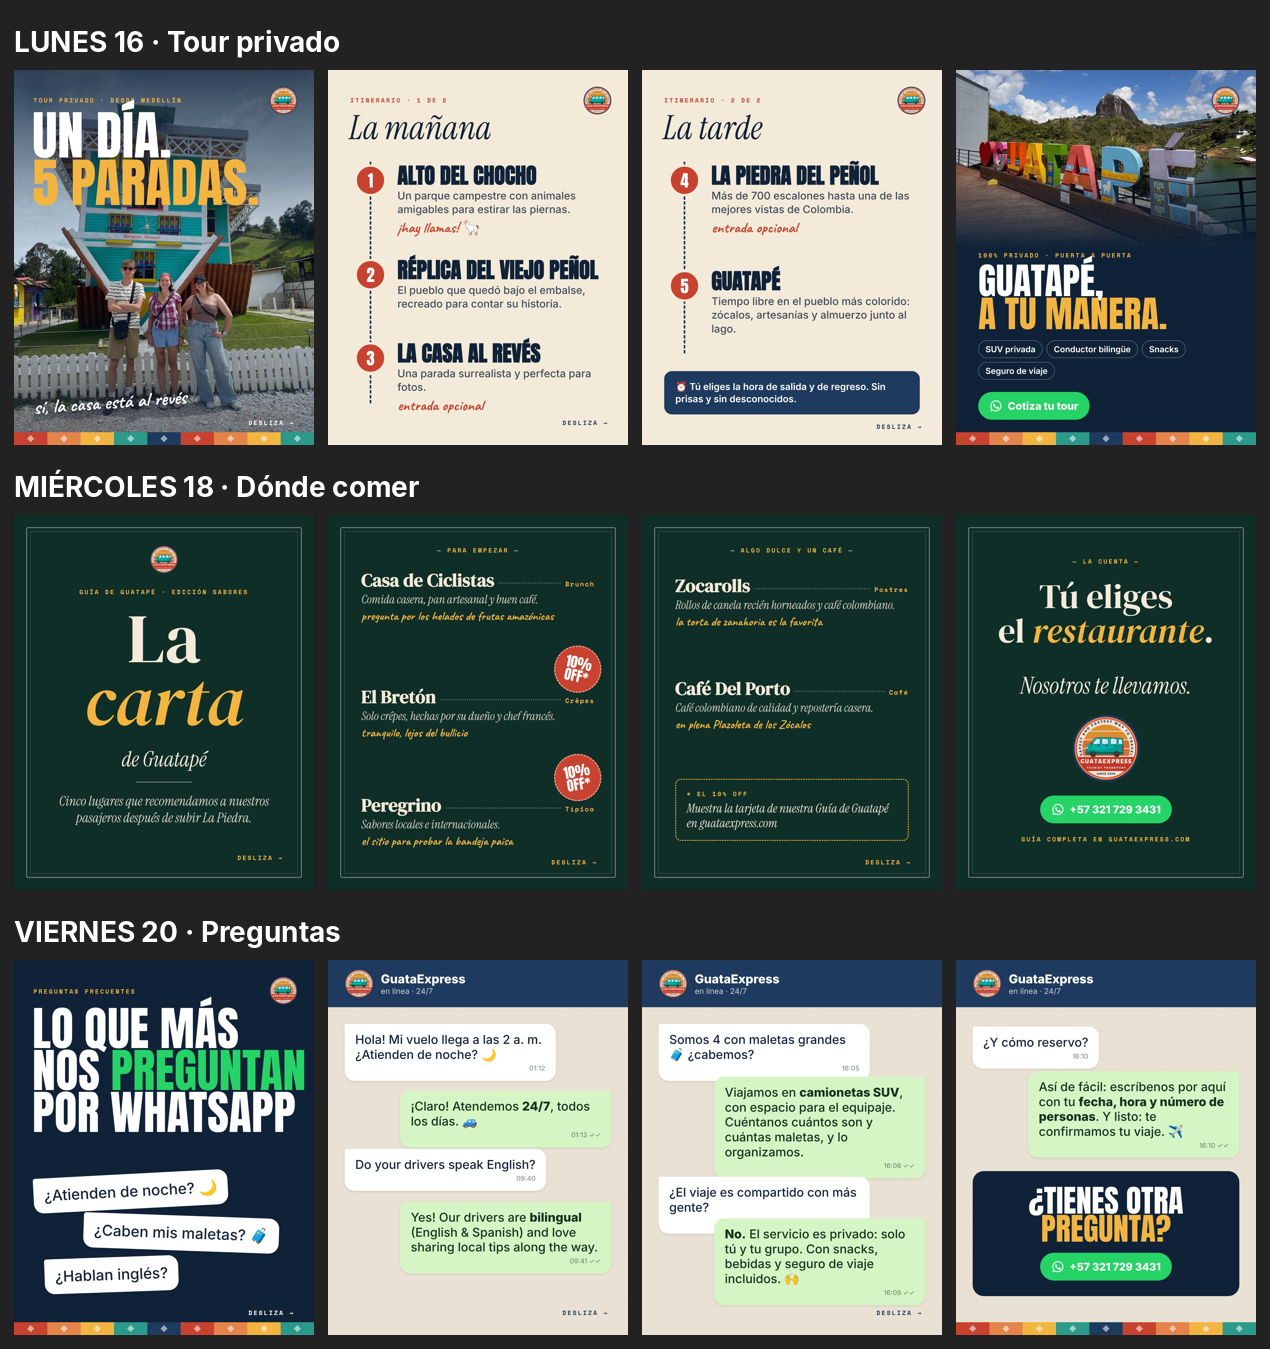 LUNES 16 · Tour privado
TOUR PRIVADO · DESDE MEDELLÍN
UN DÍA.
5 PARADAS.
sí, la casa está al revés
DESLIZA →
ITINERARIO · 1 DE 2
La mañana
1
ALTO DEL CHOCHO
Un parque campestre con animales
amigables para estirar las piernas.
¡hay llamas! 🦙
2
RÉPLICA DEL VIEJO PEÑOL
El pueblo que quedó bajo el embalse,
recreado para contar su historia.
3
LA CASA AL REVÉS
Una parada surrealista y perfecta para
fotos.
entrada opcional
DESLIZA →
ITINERARIO · 2 DE 2
La tarde
4
LA PIEDRA DEL PEÑOL
Más de 700 escalones hasta una de las
mejores vistas de Colombia.
entrada opcional
5
GUATAPÉ
Tiempo libre en el pueblo más colorido:
zócalos, artesanías y almuerzo junto al
lago.
⏰ Tú eliges la hora de salida y de regreso. Sin
prisas y sin desconocidos.
DESLIZA →
GUATAPÉ
100% PRIVADO · PUERTA A PUERTA
GUATAPÉ,
A TU MANERA.
SUV privada
Conductor bilingüe
Snacks
Seguro de viaje
Cotiza tu tour
MIÉRCOLES 18 · Dónde comer
GUÍA DE GUATAPÉ · EDICIÓN SABORES
La
carta
de Guatapé
Cinco lugares que recomendamos a nuestros
pasajeros después de subir La Piedra.
DESLIZA →
— PARA EMPEZAR —
Casa de Ciclistas Brunch
Comida casera, pan artesanal y buen café.
pregunta por los helados de frutas amazónicas
10%
OFF*
El Bretón Crêpes
Solo crêpes, hechas por su dueño y chef francés.
tranquilo, lejos del bullicio
10%
OFF*
Peregrino Típica
Sabores locales e internacionales.
el sitio para probar la bandeja paisa
DESLIZA →
— ALGO DULCE Y UN CAFÉ —
Zocarolls Postres
Rollos de canela recién horneados y café colombiano.
la torta de zanahoria es la favorita
Café Del Porto Café
Café colombiano de calidad y repostería casera.
en plena Plazoleta de los Zócalos
* EL 10% OFF
Muestra la tarjeta de nuestra Guía de Guatapé
en guataexpress.com
DESLIZA →
— LA CUENTA —
Tú eliges
el restaurante.
Nosotros te llevamos.
GUATAEXPRESS
TOURIST TRANSPORT
SINCE 2018
+57 321 729 3431
GUÍA COMPLETA EN GUATAEXPRESS.COM
VIERNES 20 · Preguntas
PREGUNTAS FRECUENTES
LO QUE MÁS
NOS PREGUNTAN
POR WHATSAPP
¿Atienden de noche? 🌙
¿Caben mis maletas? 🧳
¿Hablan inglés?
DESLIZA →
GuataExpress
en línea · 24/7
Hola! Mi vuelo llega a las 2 a. m.
¿Atienden de noche? 🌙
01:12
¡Claro! Atendemos 24/7, todos
los días. 🚙
01:13 ✓✓
Do your drivers speak English?
09:40
Yes! Our drivers are bilingual
(English & Spanish) and love
sharing local tips along the way.
09:41 ✓✓
DESLIZA →
GuataExpress
en línea · 24/7
Somos 4 con maletas grandes
🧳 ¿cabemos?
16:05
Viajamos en camionetas SUV,
con espacio para el equipaje.
Cuéntanos cuántos son y
cuántas maletas, y lo
organizamos.
16:06 ✓✓
¿El viaje es compartido con más
gente?
No. El servicio es privado: solo
tú y tu grupo. Con snacks,
bebidas y seguro de viaje
incluidos. 🙌
16:09 ✓✓
DESLIZA →
GuataExpress
en línea · 24/7
¿Y cómo reservo?
16:10
Así de fácil: escríbenos por aquí
con tu fecha, hora y número de
personas. Y listo: te
confirmamos tu viaje. ✈️
16:10 ✓✓
¿TIENES OTRA
PREGUNTA?
+57 321 729 3431